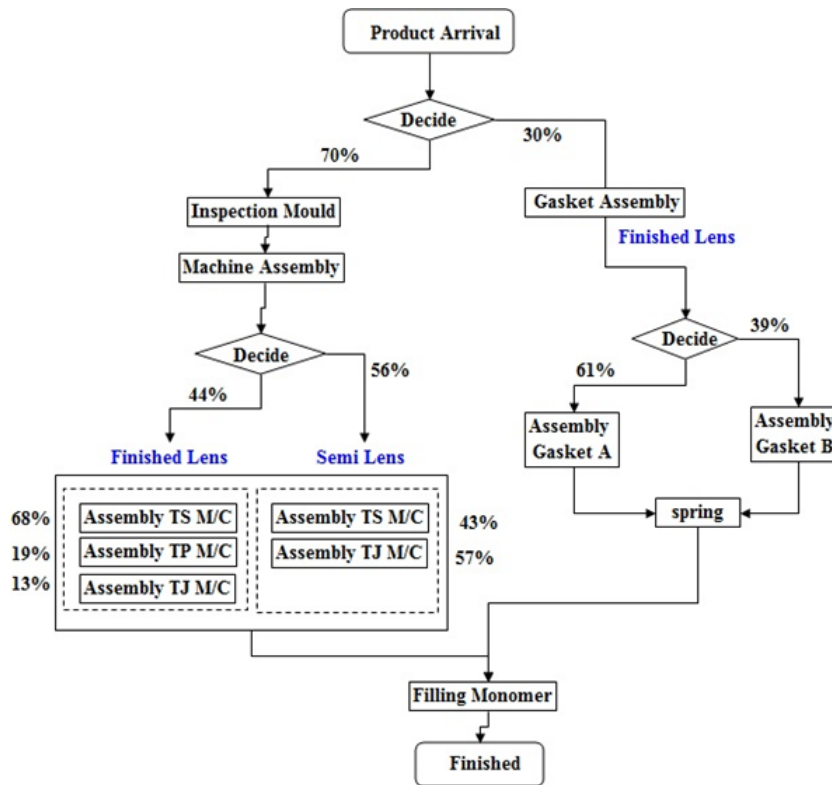 Product Arrival
Decide
30%
70%
Inspection Mould
Gasket Assembly
Finished Lens
Machine Assembly
Decide
39%
Decide
56%
61%
44%
Assembly
Gasket A
Assembly
Gasket B
Finished Lens
Semi Lens
68%
Assembly TS M/C
Assembly TS M/C
43%
spring
19%
Assembly TP M/C
Assembly TJ M/C
57%
13%
Assembly TJ M/C
Filling Monomer
Finished